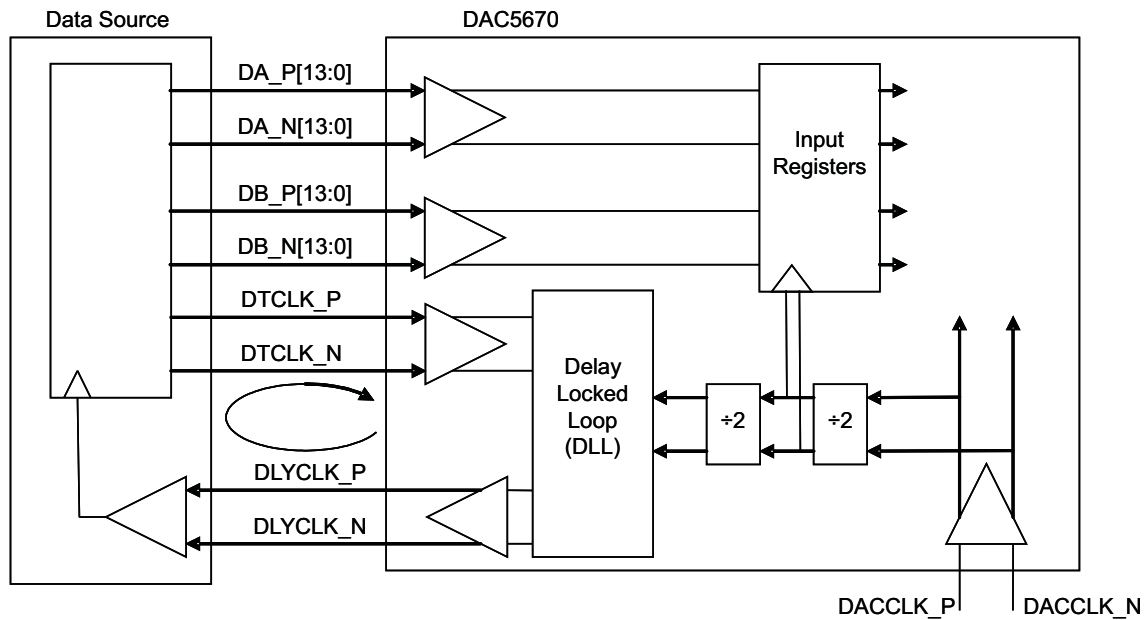 Data Source
DAC5670
DA_P[13:0]
DA_N[13:0]
Input
Registers
DB_P[13:0]
DB_N[13:0]
DTCLK_P
DTCLK_N
Delay
Locked
Loop
(DLL)
÷2
÷2
DLYCLK_P
DLYCLK_N
DACCLK_P
DACCLK_N